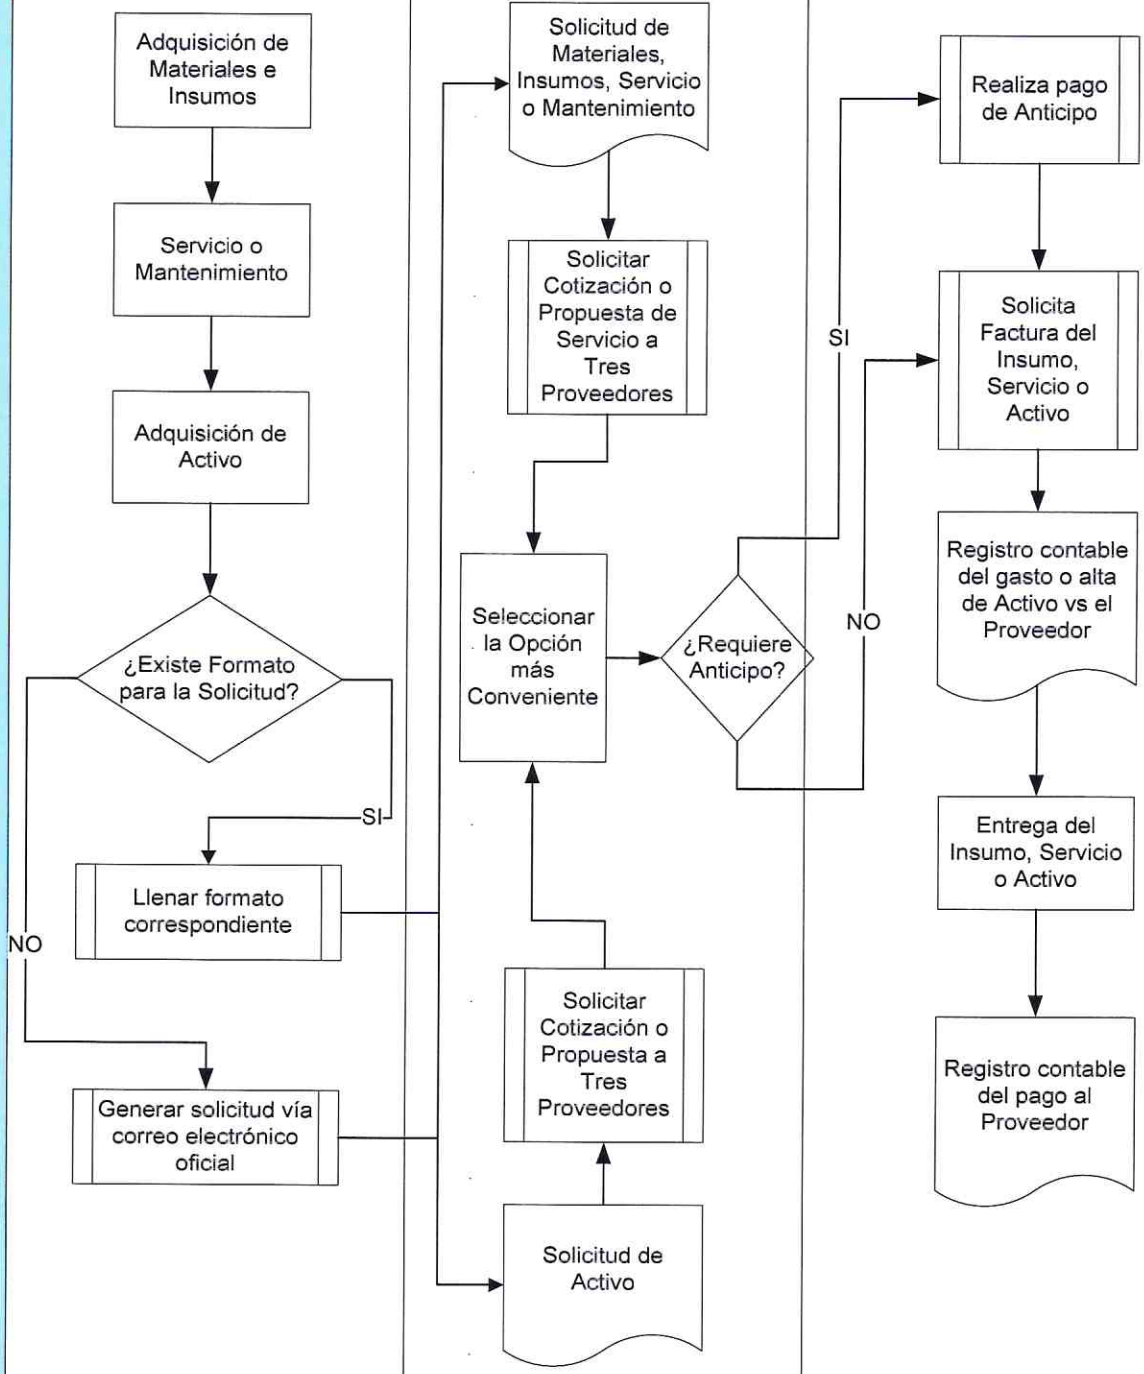 Adquisición de
Materiales e
Insumos
Servicio o
Mantenimiento
Adquisición de
Activo
¿Existe Formato
para la Solicitud?
SI
Llenar formato
correspondiente
NO
Generar solicitud vía
correo electrónico
oficial
Solicitud de
Materiales,
Insumos, Servicio
o Mantenimiento
Solicitar
Cotización o
Propuesta de
Servicio a
Tres
Proveedores
Seleccionar
la Opción
más
Conveniente
¿Requiere
Anticipo?
Solicitar
Cotización o
Propuesta a
Tres
Proveedores
Solicitud de
Activo
SI
NO
Realiza pago
de Anticipo
Solicita
Factura del
Insumo,
Servicio o
Activo
Registro contable
del gasto o alta
de Activo vs el
Proveedor
Entrega del
Insumo, Servicio
o Activo
Registro contable
del pago al
Proveedor